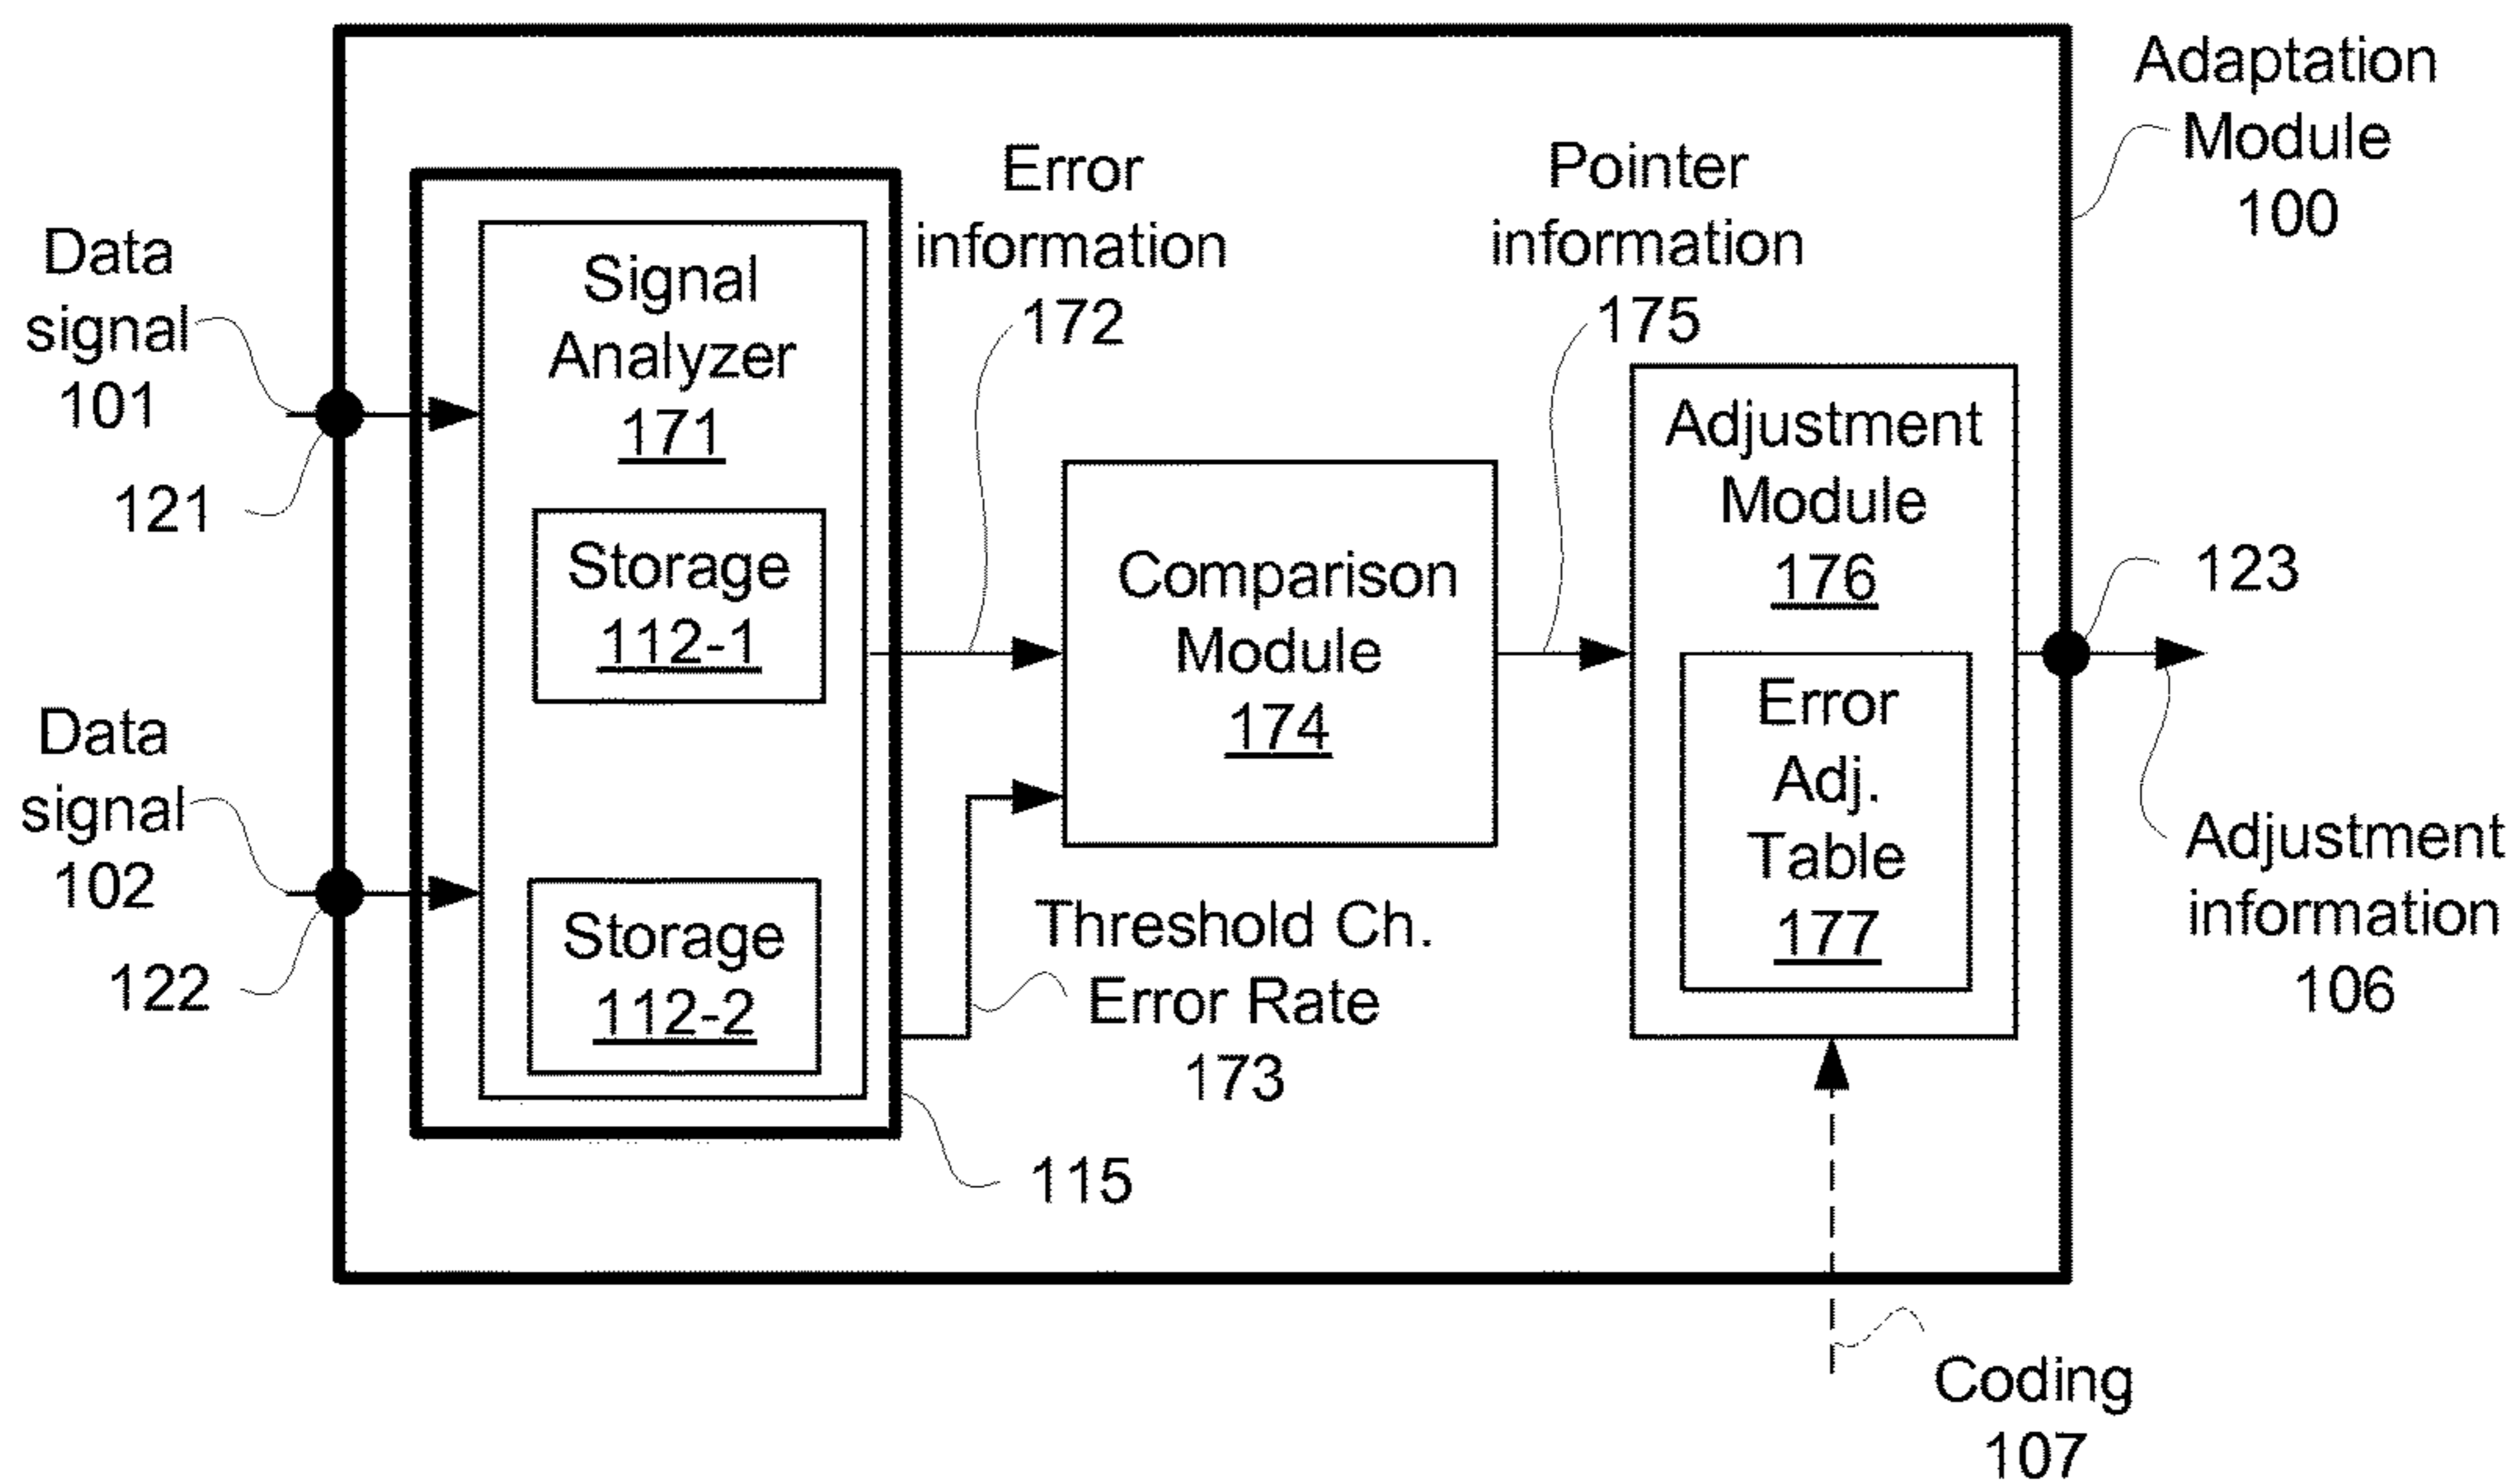 Adaptation
Module
100
Error
information
172
Pointer
information
175
Data
signal
101
121
Signal
Analyzer
171
Storage
112-1
Storage
112-2
Data
signal
102
122
Comparison
Module
174
Threshold Ch.
Error Rate
173
115
Adjustment
Module
176
Error
Adj.
Table
177
123
Adjustment
information
106
Coding
107